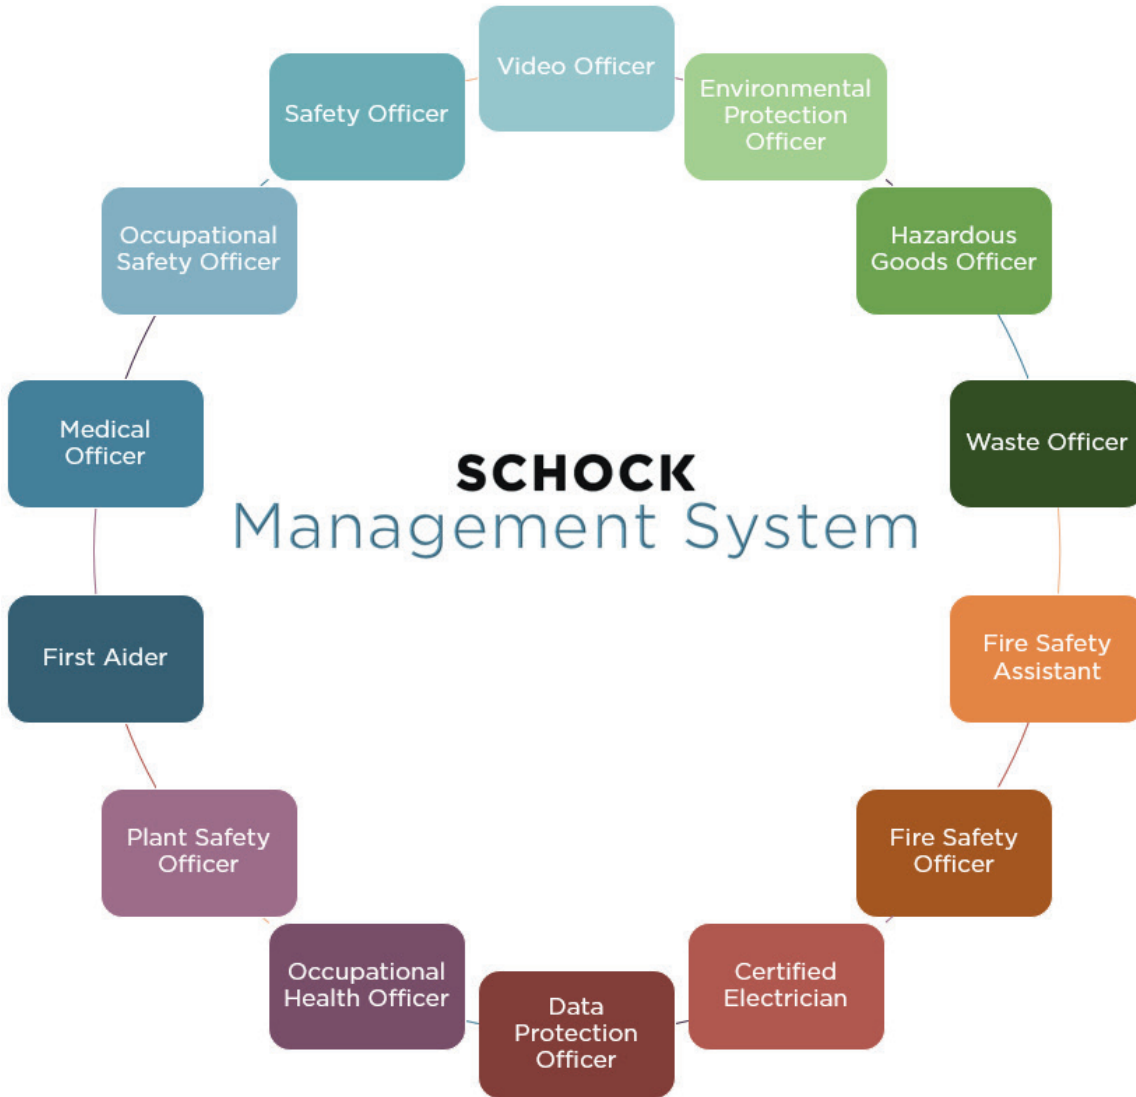 Video Officer
Environmental
Protection
Officer
Hazardous
Goods Officer
Waste Officer
Fire Safety
Assistant
Fire Safety
Officer
Certified
Electrician
Data
Protection
Officer
Occupational
Health Officer
Plant Safety
Officer
First Aider
Medical
Officer
Occupational
Safety Officer
Safety Officer
SCHOCK
Management System